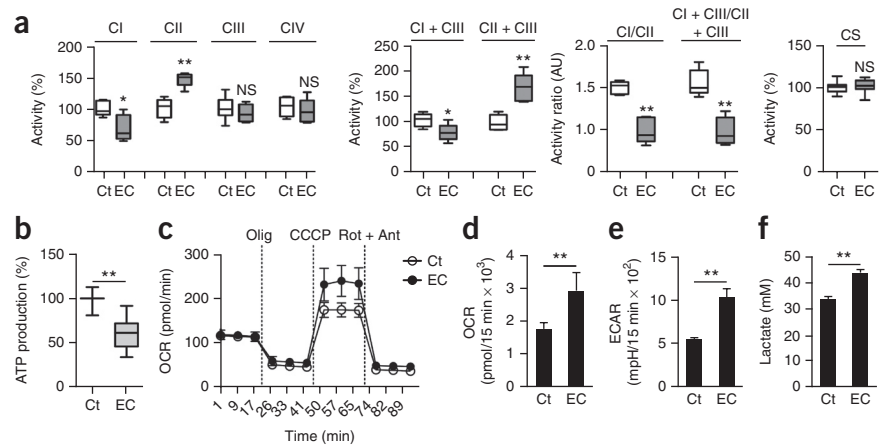 a
CI CII CIII CIV
Activity (%)
200
150
100
50
0
* ** NS NS
Ct EC Ct EC Ct EC Ct EC
CI + CIII CII + CIII
Activity (%)
250
200
150
100
50
0
* **
Ct EC Ct EC
CI/CII
CI + CIII/CII
+ CIII
Activity ratio (AU)
2.0
1.5
1.0
** **
Ct EC Ct EC
CS
Activity (%)
200
150
100
50
0
NS
Ct EC
b
ATP production (%)
150
100
50
0
**
Ct EC
c
Olig CCCP Rot + Ant
Ct
EC
OCR (pmol/min)
300
200
100
0
1 9 17 26 33 41 50 57 65 74 82 89
Time (min)
d
OCR
(pmol/15 min × 10³)
4
3
2
1
0
**
Ct EC
e
ECAR
(mpH/15 min × 10²)
15
10
5
0
**
Ct EC
f
Lactate (mM)
50
40
30
20
10
0
**
Ct EC